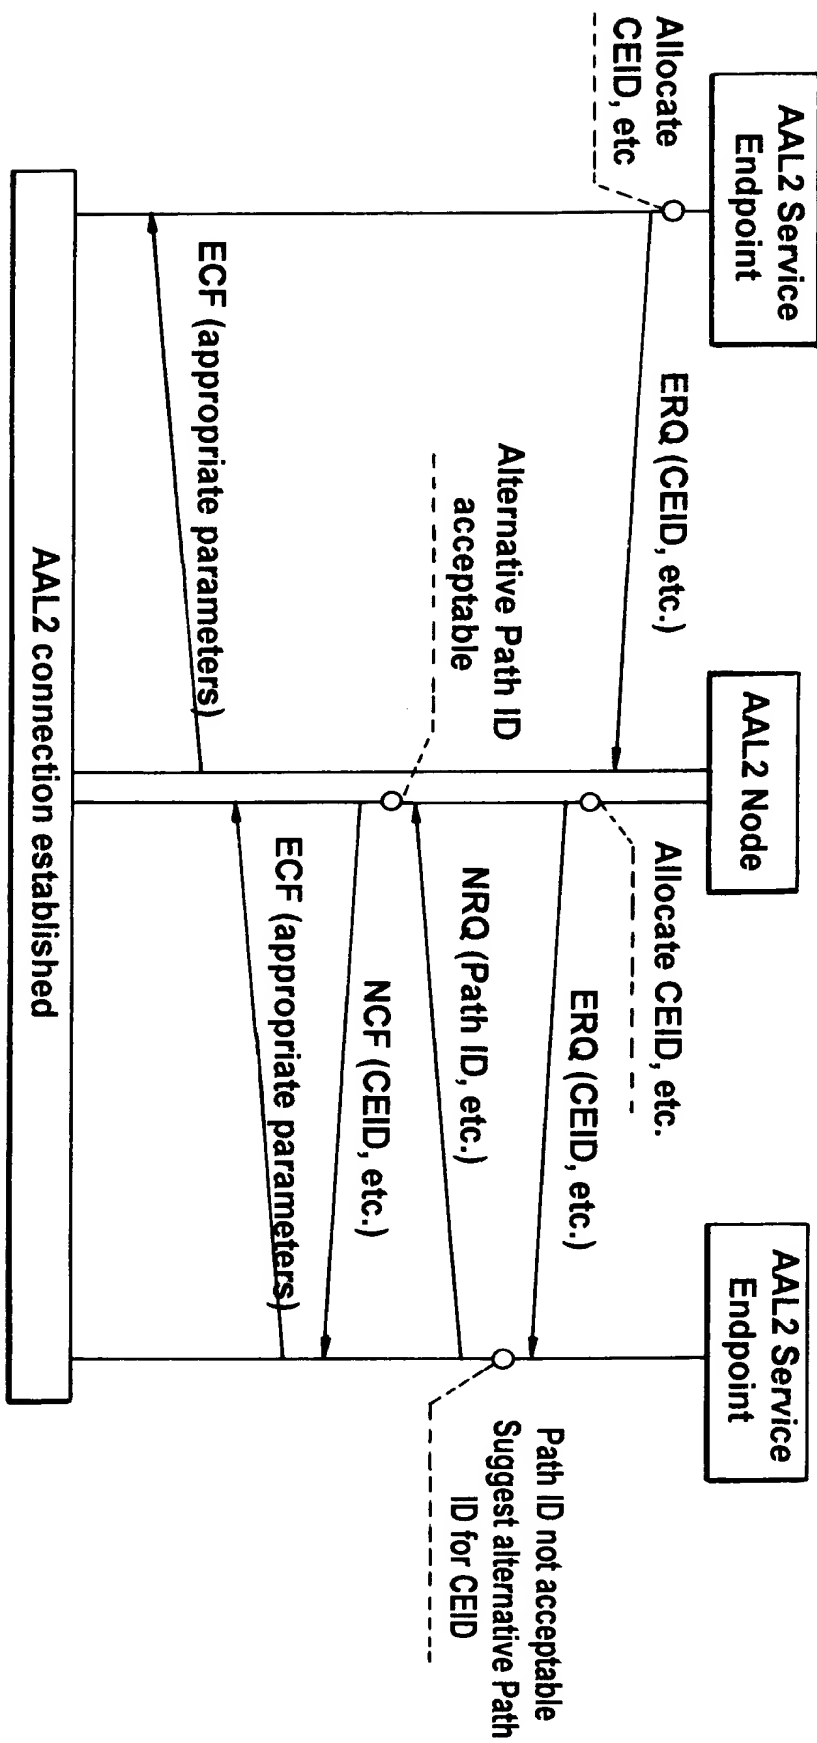 AAL2 Service
Endpoint
AAL2 Node
AAL2 Service
Endpoint
Allocate
CEID, etc
ERQ (CEID, etc.)
Allocate CEID, etc.
ERQ (CEID, etc.)
Path ID not acceptable
Suggest alternative Path
ID for CEID
Alternative Path ID
acceptable
NRQ (Path ID, etc.)
NCF (CEID, etc.)
ECF (appropriate parameters)
ECF (appropriate parameters)
AAL2 connection established